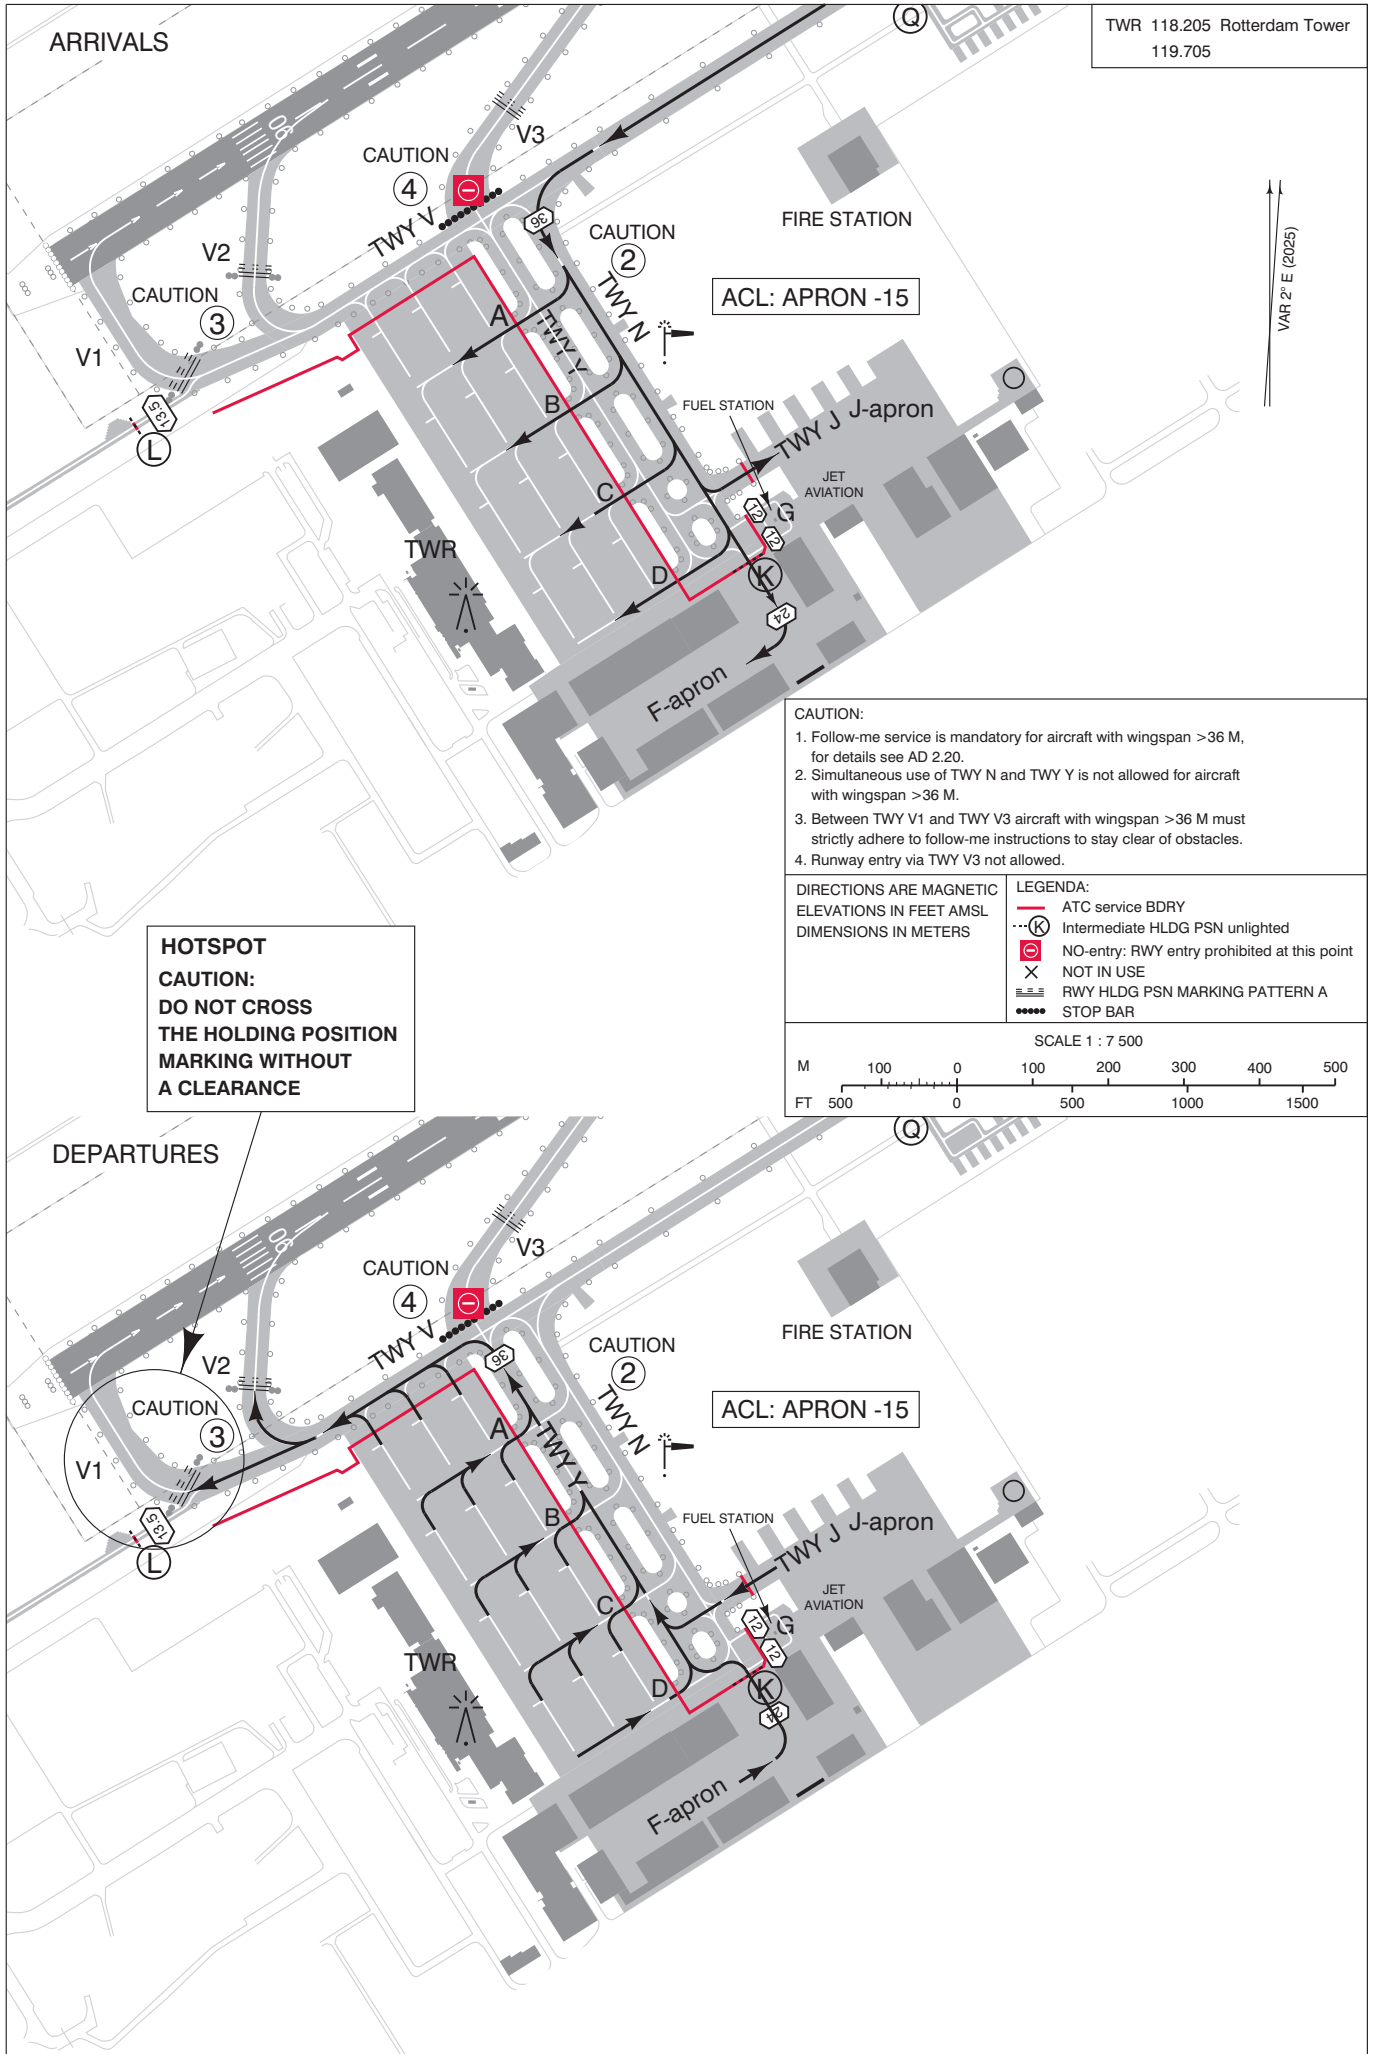 ARRIVALS
TWR 118.205 Rotterdam Tower
119.705
Q
06
V3
CAUTION
4
TWY V
36
CAUTION
2
FIRE STATION
VAR 2° E (2025)
V2
CAUTION
3
TWY N
ACL: APRON -15
A
TWY Y
V1
B
FUEL STATION
J-apron
13.5
L
TWY J
JET
AVIATION
C
12
G
12
TWR
D
K
24
F-apron
CAUTION:
1. Follow-me service is mandatory for aircraft with wingspan >36 M,
for details see AD 2.20.
2. Simultaneous use of TWY N and TWY Y is not allowed for aircraft
with wingspan >36 M.
3. Between TWY V1 and TWY V3 aircraft with wingspan >36 M must
strictly adhere to follow-me instructions to stay clear of obstacles.
4. Runway entry via TWY V3 not allowed.
DIRECTIONS ARE MAGNETIC
ELEVATIONS IN FEET AMSL
DIMENSIONS IN METERS
LEGENDA:
ATC service BDRY
K Intermediate HLDG PSN unlighted
NO-entry: RWY entry prohibited at this point
NOT IN USE
RWY HLDG PSN MARKING PATTERN A
STOP BAR
SCALE 1 : 7 500
M 100 0 100 200 300 400 500
FT 500 0 500 1000 1500
HOTSPOT
CAUTION:
DO NOT CROSS
THE HOLDING POSITION
MARKING WITHOUT
A CLEARANCE
DEPARTURES
Q
06
V3
CAUTION
4
TWY V
36
CAUTION
2
FIRE STATION
V2
CAUTION
3
TWY N
ACL: APRON -15
A
TWY Y
V1
B
FUEL STATION
J-apron
13.5
L
TWY J
JET
AVIATION
C
12
G
12
TWR
D
K
24
F-apron